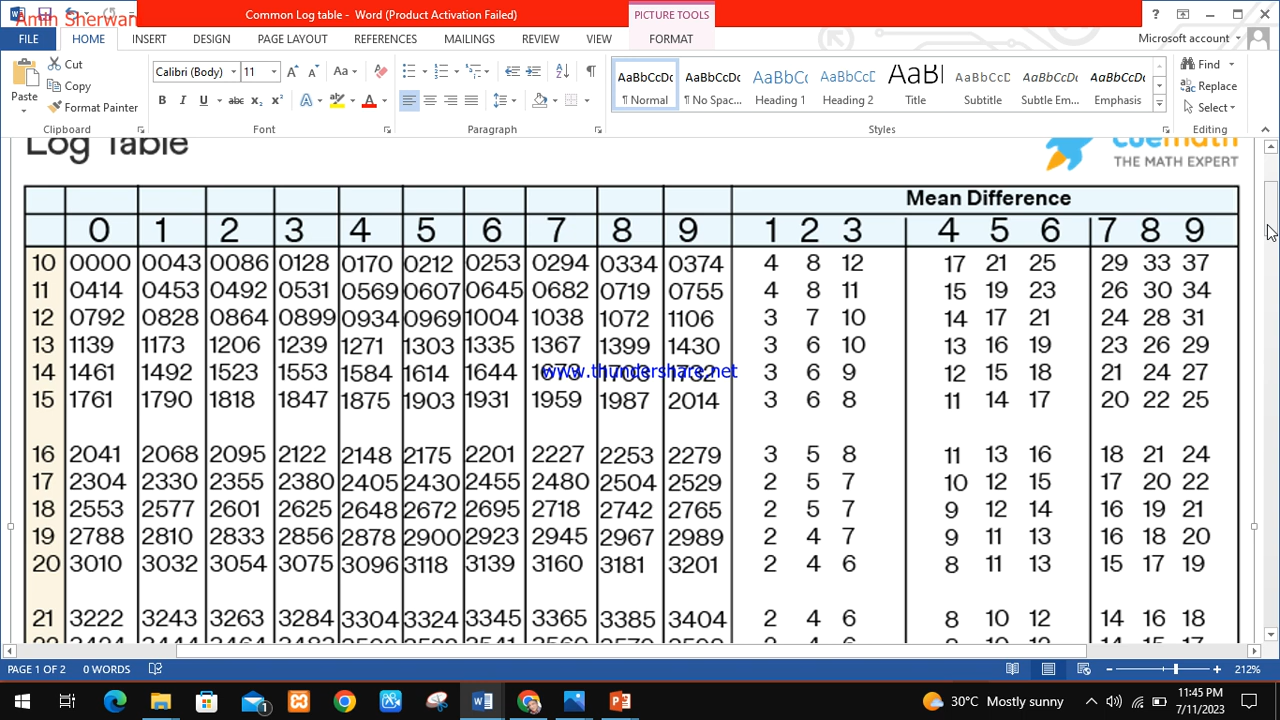 Amin Sherwan
Common Log table - Word (Product Activation Failed)
PICTURE TOOLS
FILE HOME INSERT DESIGN PAGE LAYOUT REFERENCES MAILINGS REVIEW VIEW FORMAT Microsoft account
Paste Cut Copy Format Painter
Calibri (Body) 11
AaBbCcDc AaBbCcDc AaBbCc AaBbCcC AaBl AaBbCcD AaBbCcDc AaBbCcDc
¶ Normal ¶ No Spac... Heading 1 Heading 2 Title Subtitle Subtle Em... Emphasis
Find Replace Select
Clipboard Font Paragraph Styles Editing
Log Table
cuemath
THE MATH EXPERT
Mean Difference
0 1 2 3 4 5 6 7 8 9 1 2 3 4 5 6 7 8 9
10 0000 0043 0086 0128 0170 0212 0253 0294 0334 0374 4 8 12 17 21 25 29 33 37
11 0414 0453 0492 0531 0569 0607 0645 0682 0719 0755 4 8 11 15 19 23 26 30 34
12 0792 0828 0864 0899 0934 0969 1004 1038 1072 1106 3 7 10 14 17 21 24 28 31
13 1139 1173 1206 1239 1271 1303 1335 1367 1399 1430 3 6 10 13 16 19 23 26 29
14 1461 1492 1523 1553 1584 1614 1644 1673 1703 1732 3 6 9 12 15 18 21 24 27
www.thundershare.net
15 1761 1790 1818 1847 1875 1903 1931 1959 1987 2014 3 6 8 11 14 17 20 22 25
16 2041 2068 2095 2122 2148 2175 2201 2227 2253 2279 3 5 8 11 13 16 18 21 24
17 2304 2330 2355 2380 2405 2430 2455 2480 2504 2529 2 5 7 10 12 15 17 20 22
18 2553 2577 2601 2625 2648 2672 2695 2718 2742 2765 2 5 7 9 12 14 16 19 21
19 2788 2810 2833 2856 2878 2900 2923 2945 2967 2989 2 4 7 9 11 13 16 18 20
20 3010 3032 3054 3075 3096 3118 3139 3160 3181 3201 2 4 6 8 11 13 15 17 19
21 3222 3243 3263 3284 3304 3324 3345 3365 3385 3404 2 4 6 8 10 12 14 16 18
PAGE 1 OF 2 0 WORDS 212%
30°C Mostly sunny 11:45 PM
7/11/2023